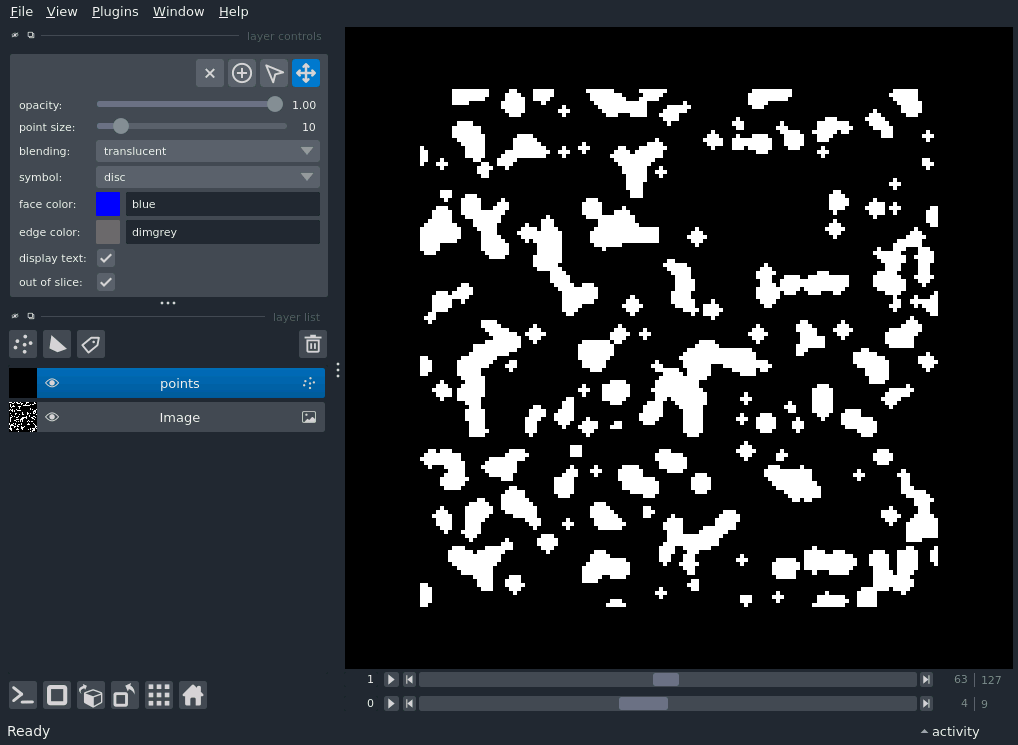 File View Plugins Window Help
layer controls
opacity: 1.00
point size: 10
blending: translucent
symbol: disc
face color: blue
edge color: dimgrey
display text:
out of slice:
layer list
points
Image
1 63 127
0 4 9
Ready activity